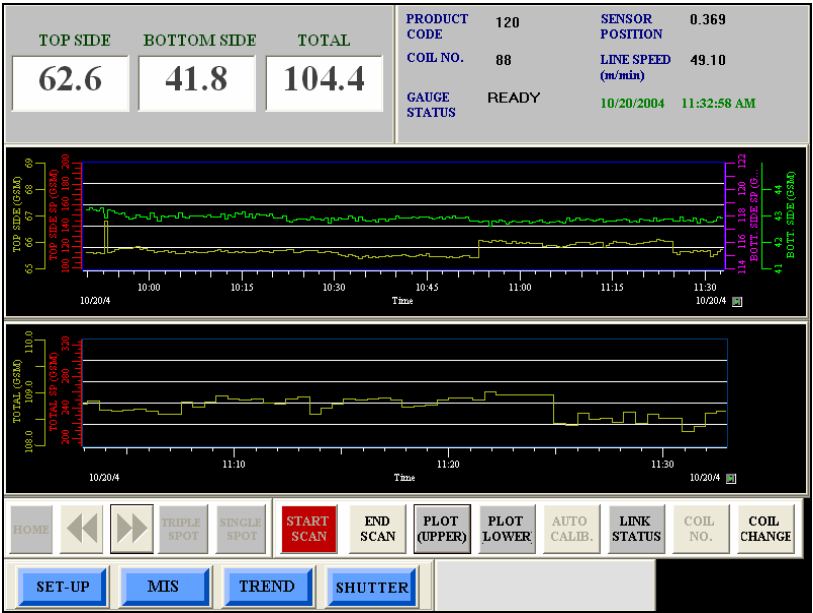 TOP SIDE BOTTOM SIDE TOTAL
62.6 41.8 104.4
PRODUCT CODE 120
SENSOR POSITION 0.369
COIL NO. 88
LINE SPEED (m/min) 49.10
GAUGE STATUS READY
10/20/2004 11:32:58 AM
TOP SIDE (GSM)
65 66 67 68 69
TOP SIDE SP (GSM)
100 120 140 160 180 200
114 116 118 120 122
BOTT. SIDE SP (G...
41 42 43 44
BOTT. SIDE (GSM)
10:00 10:15 10:30 10:45 11:00 11:15 11:30
10/20/4 Time 10/20/4
TOTAL (GSM)
108.0 109.0 110.0
TOTAL SP (GSM)
200 240 280 320
11:10 11:20 11:30
10/20/4 Time 10/20/4
HOME
TRIPLE SPOT
SINGLE SPOT
START SCAN
END SCAN
PLOT (UPPER)
PLOT LOWER
AUTO CALIB.
LINK STATUS
COIL NO.
COIL CHANGE
SET-UP MIS TREND SHUTTER